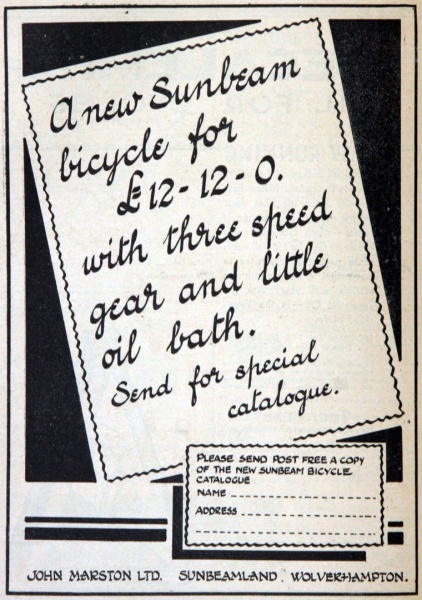 A new Sunbeam
bicycle for
£12-12-0.
with three speed
gear and little
oil bath.
Send for special
catalogue.
PLEASE SEND POST FREE A COPY
OF THE NEW SUNBEAM BICYCLE
CATALOGUE
NAME
ADDRESS
JOHN MARSTON LTD. SUNBEAMLAND WOLVERHAMPTON.